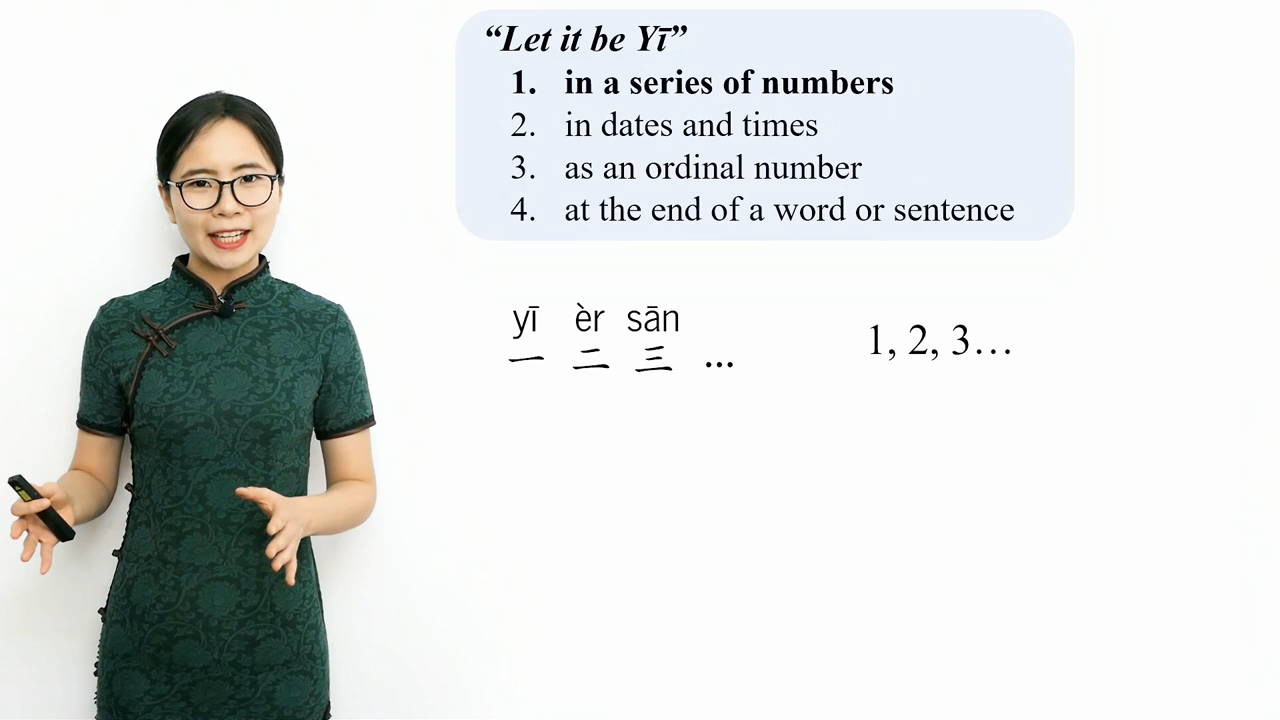 “Let it be Yī”
1. in a series of numbers
2. in dates and times
3. as an ordinal number
4. at the end of a word or sentence
yī èr sān
一 二 三 ...
1, 2, 3…